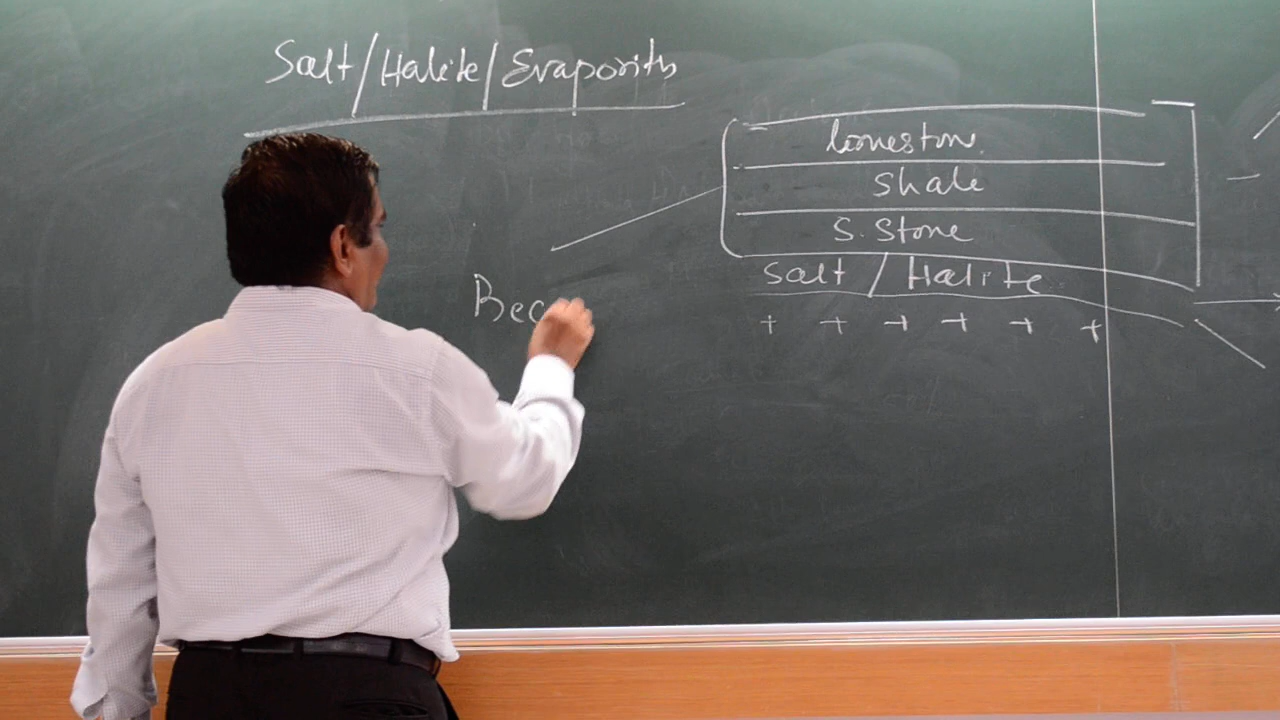 Salt/Halite/Evaporites
Limestone
Shale
S. Stone
Salt / Halite
+ + + + + +
Bec